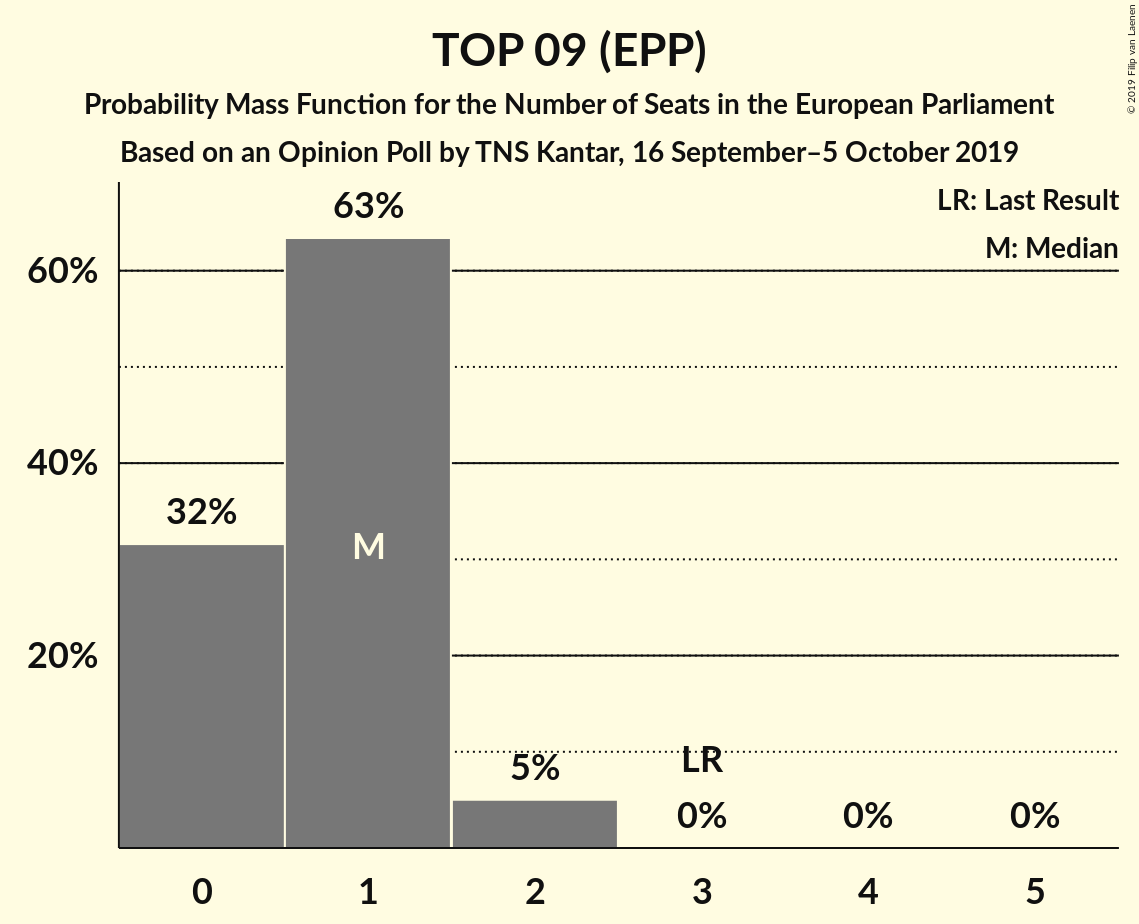 TOP 09 (EPP)
Probability Mass Function for the Number of Seats in the European Parliament
Based on an Opinion Poll by TNS Kantar, 16 September–5 October 2019
© 2019 Filip van Laenen
LR: Last Result
M: Median
63%
60%
40%
32%
M
20%
5%
LR
0%
0%
0%
0
1
2
3
4
5